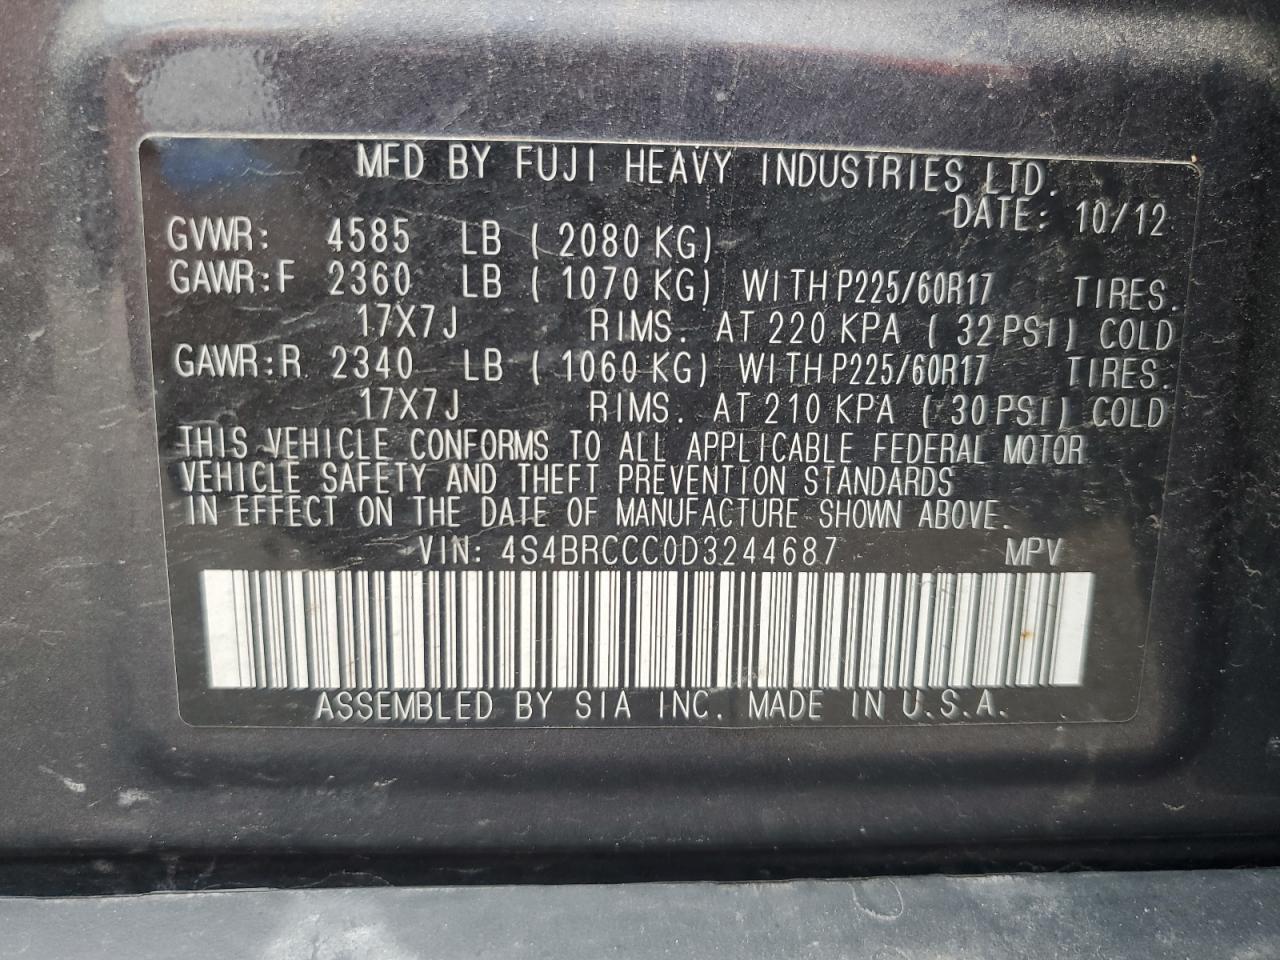 MFD BY FUJI HEAVY INDUSTRIES LTD.
DATE: 10/12
GVWR: 4585 LB ( 2080 KG)
GAWR:F 2360 LB ( 1070 KG) WITH P225/60R17 TIRES.
17X7J RIMS. AT 220 KPA ( 32 PSI) COLD
GAWR:R 2340 LB ( 1060 KG) WITH P225/60R17 TIRES.
17X7J RIMS. AT 210 KPA ( 30 PSI) COLD
THIS VEHICLE CONFORMS TO ALL APPLICABLE FEDERAL MOTOR
VEHICLE SAFETY AND THEFT PREVENTION STANDARDS
IN EFFECT ON THE DATE OF MANUFACTURE SHOWN ABOVE.
VIN: 4S4BRCCC0D3244687 MPV
ASSEMBLED BY SIA INC. MADE IN U.S.A.